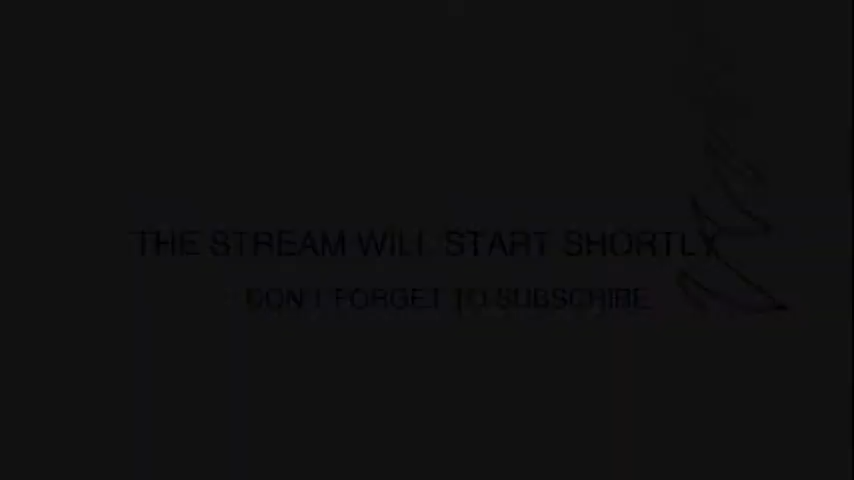 THE STREAM WILL START SHORTLY
DON'T FORGET TO SUBSCRIBE